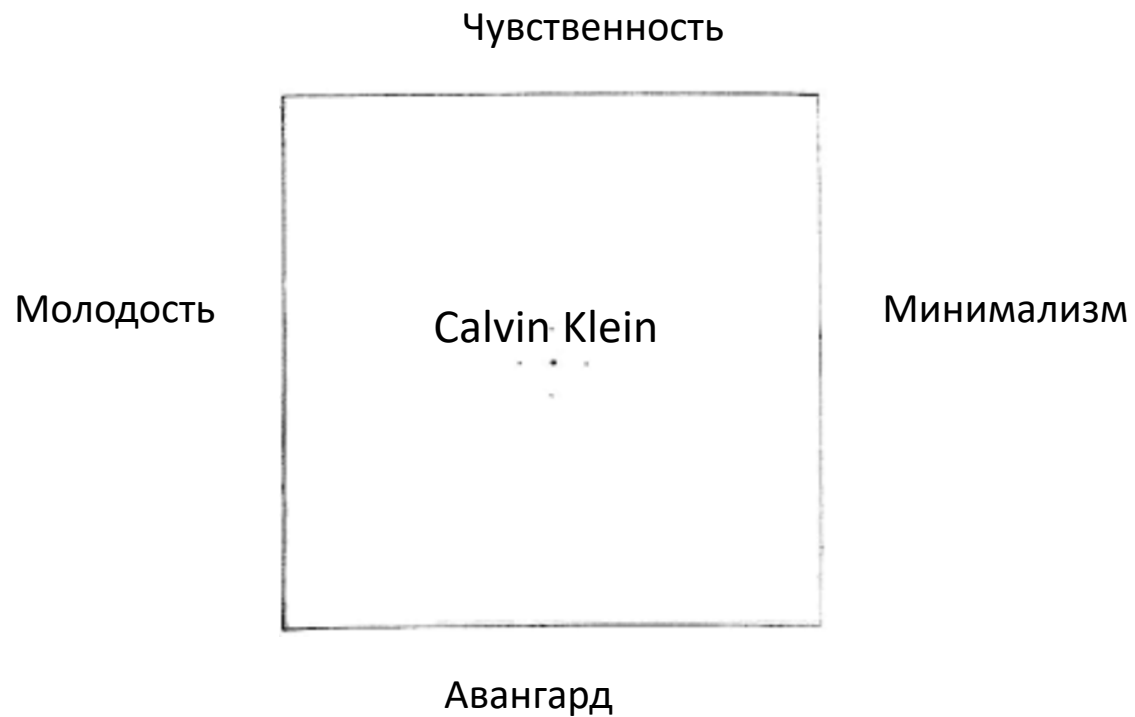 Чувственность
Молодость
Calvin Klein
Минимализм
Авангард